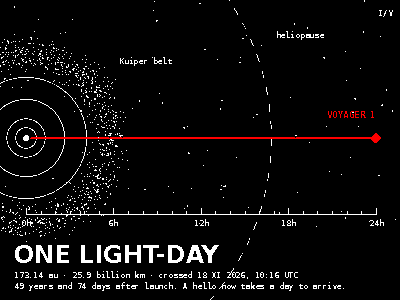 I/V
heliopause
Kuiper belt
VOYAGER 1
0h 6h 12h 18h 24h
ONE LIGHT-DAY
173.14 au · 25.9 billion km · crossed 18 XI 2026, 10:16 UTC
49 years and 74 days after launch. A hello now takes a day to arrive.